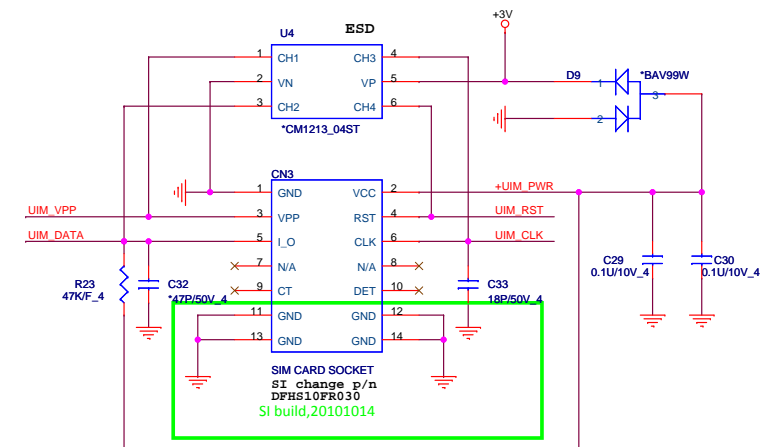 +3V
U4
ESD
1 CH1 CH3 4
2 VN VP 5
3 CH2 CH4 6
*CM1213_04ST
D9
*BAV99W
1
3
2
CN3
1 GND VCC 2
+UIM_PWR
UIM_VPP
3 VPP RST 4
UIM_RST
UIM_DATA
5 I_O CLK 6
UIM_CLK
7 N/A N/A 8
9 CT DET 10
11 GND GND 12
13 GND GND 14
R23
47K/F_4
C32
*47P/50V_4
C33
18P/50V_4
C29
0.1U/10V_4
C30
0.1U/10V_4
SIM CARD SOCKET
SI change p/n
DFHS10FR030
SI build,20101014